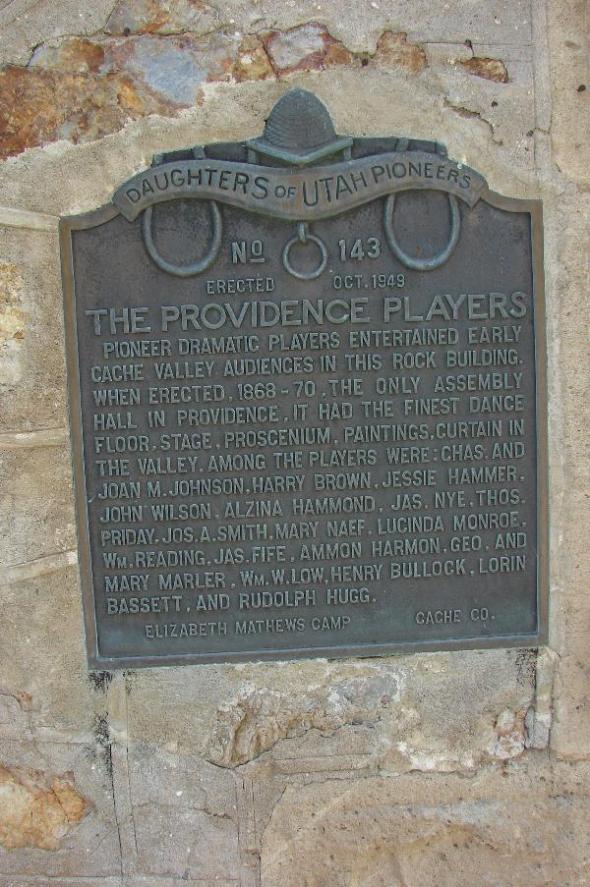 DAUGHTERS OF UTAH PIONEERS
No 143
ERECTED OCT. 1949
THE PROVIDENCE PLAYERS
PIONEER DRAMATIC PLAYERS ENTERTAINED EARLY
CACHE VALLEY AUDIENCES IN THIS ROCK BUILDING.
WHEN ERECTED, 1868-70, THE ONLY ASSEMBLY
HALL IN PROVIDENCE, IT HAD THE FINEST DANCE
FLOOR, STAGE, PROSCENIUM, PAINTINGS, CURTAIN IN
THE VALLEY. AMONG THE PLAYERS WERE: CHAS. AND
JOAN M. JOHNSON, HARRY BROWN, JESSIE HAMMER,
JOHN WILSON, ALZINA HAMMOND, JAS. NYE, THOS.
PRIDAY, JOS. A. SMITH, MARY NAEF, LUCINDA MONROE,
WM. READING, JAS. FIFE, AMMON HARMON, GEO. AND
MARY MARLER, WM. W. LOW, HENRY BULLOCK, LORIN
BASSETT, AND RUDOLPH HUGG.
ELIZABETH MATHEWS CAMP CACHE CO.